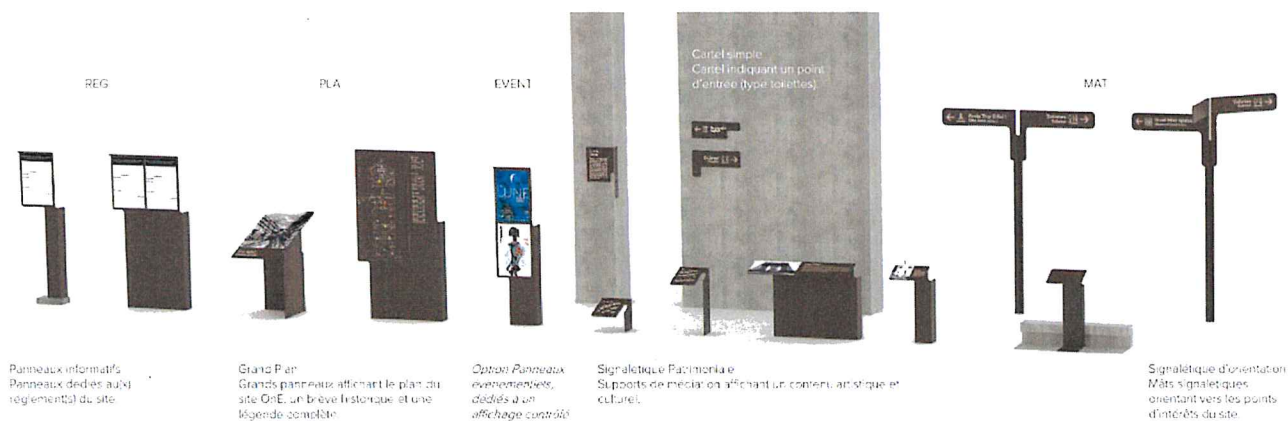 REG
PLA
EVENT
MAT
Cartel simple
Cartel indiquant un point
d'entrée (type toilettes)
Panneaux informatifs
Panneaux dédiés au(x)
règlement(s) du site
Grand Plan
Grands panneaux affichant le plan du
site OnE, un brève historique et une
légende complète
Option Panneaux
évenementiels,
dédiés à un
affichage contrôlé
Signalétique Patrimoniale
Supports de médiation affichant un contenu artistique et
culturel.
Signalétique d'orientation
Mâts signalétiques
orientant vers les points
d'intérêts du site